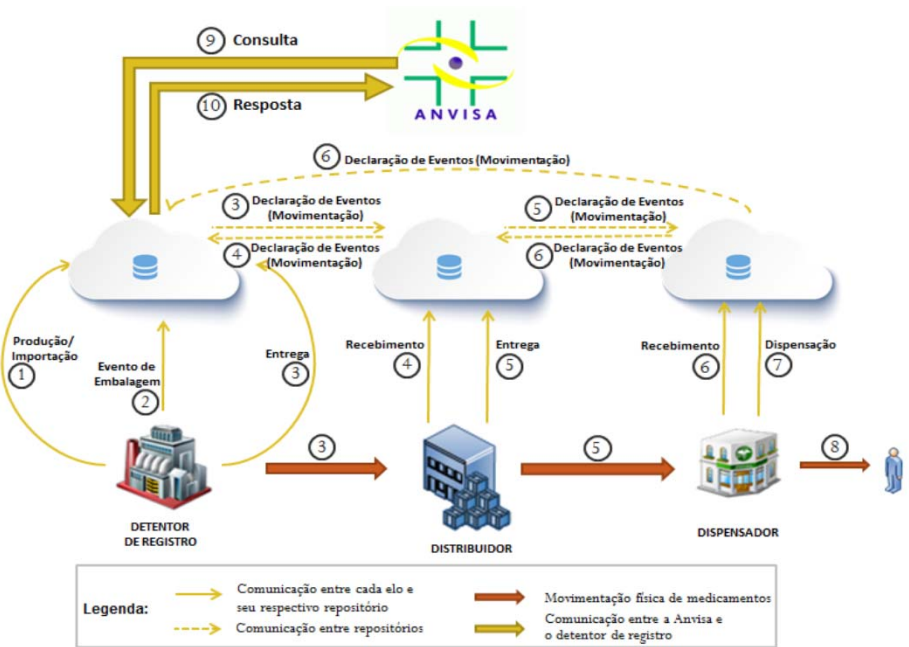 9 Consulta
ANVISA
10 Resposta
6 Declaração de Eventos (Movimentação)
3 Declaração de Eventos
(Movimentação)
5 Declaração de Eventos
(Movimentação)
4 Declaração de Eventos
(Movimentação)
6 Declaração de Eventos
(Movimentação)
Produção/
Importação
1
Evento de
Embalagem
2
Entrega
3
Recebimento
4
Entrega
5
Recebimento
6
Dispensação
7
3
5
8
DETENTOR
DE REGISTRO
DISTRIBUIDOR
DISPENSADOR
Legenda:
Comunicação entre cada elo e
seu respectivo repositório
Comunicação entre repositórios
Movimentação física de medicamentos
Comunicação entre a Anvisa e
o detentor de registro